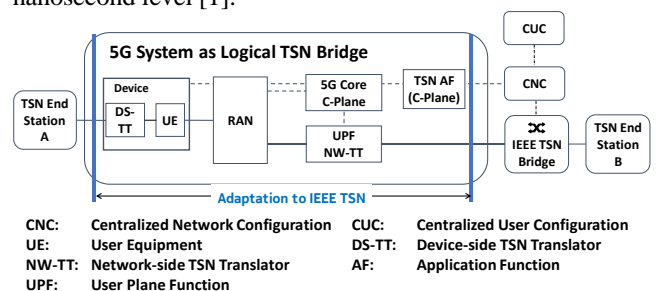 nanosecond level [1].
5G System as Logical TSN Bridge
CUC
Device
5G Core
C-Plane
TSN AF
(C-Plane)
CNC
TSN End
Station
A
DS-
TT
UE
RAN
UPF
NW-TT
IEEE TSN
Bridge
TSN End
Station
B
Adaptation to IEEE TSN
CNC: Centralized Network Configuration CUC: Centralized User Configuration
UE: User Equipment DS-TT: Device-side TSN Translator
NW-TT: Network-side TSN Translator AF: Application Function
UPF: User Plane Function